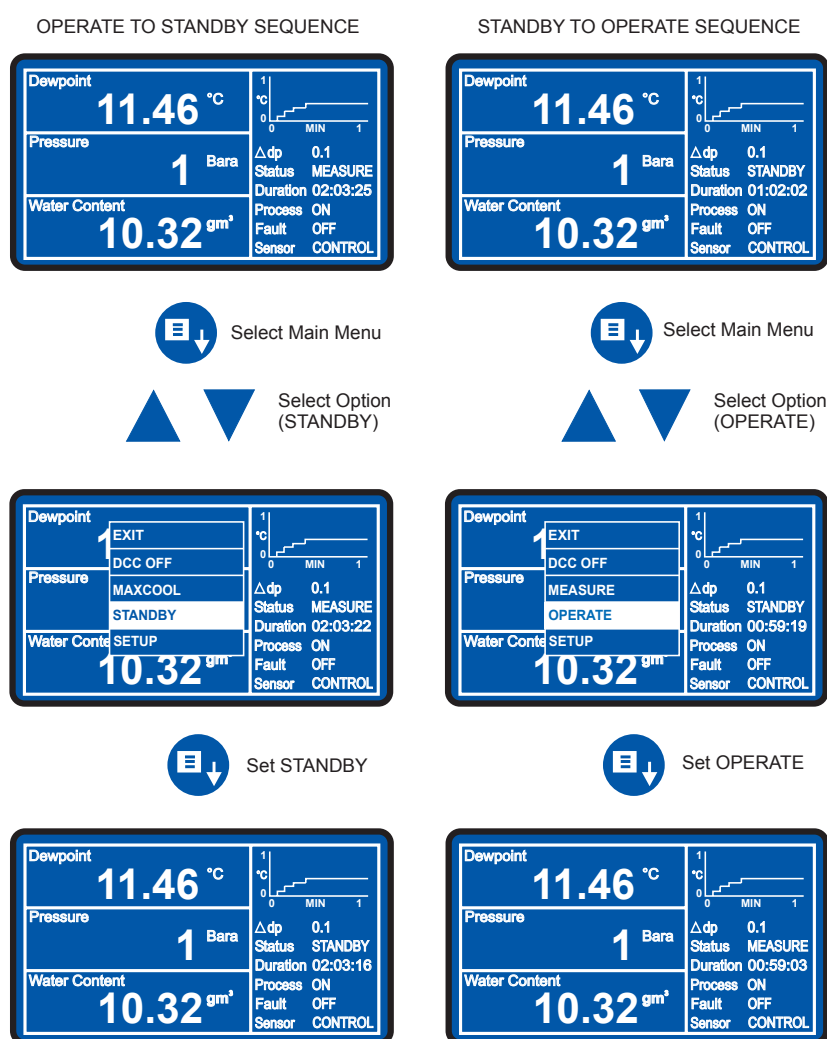 OPERATE TO STANDBY SEQUENCE
Dewpoint
11.46 °C
Pressure
1 Bara
Water Content
10.32 gm³
1
°C
0
0 MIN 1
△dp 0.1
Status MEASURE
Duration 02:03:25
Process ON
Fault OFF
Sensor CONTROL
Select Main Menu
Select Option
(STANDBY)
Dewpoint
1
EXIT
DCC OFF
Pressure
MAXCOOL
STANDBY
Water Conte
SETUP
10.32 gm
1
°C
0
0 MIN 1
△dp 0.1
Status MEASURE
Duration 02:03:22
Process ON
Fault OFF
Sensor CONTROL
Set STANDBY
Dewpoint
11.46 °C
Pressure
1 Bara
Water Content
10.32 gm³
1
°C
0
0 MIN 1
△dp 0.1
Status STANDBY
Duration 02:03:16
Process ON
Fault OFF
Sensor CONTROL
STANDBY TO OPERATE SEQUENCE
Dewpoint
11.46 °C
Pressure
1 Bara
Water Content
10.32 gm³
1
°C
0
0 MIN 1
△dp 0.1
Status STANDBY
Duration 01:02:02
Process ON
Fault OFF
Sensor CONTROL
Select Main Menu
Select Option
(OPERATE)
Dewpoint
1
EXIT
DCC OFF
Pressure
MEASURE
OPERATE
Water Conte
SETUP
10.32 gm
1
°C
0
0 MIN 1
△dp 0.1
Status STANDBY
Duration 00:59:19
Process ON
Fault OFF
Sensor CONTROL
Set OPERATE
Dewpoint
11.46 °C
Pressure
1 Bara
Water Content
10.32 gm³
1
°C
0
0 MIN 1
△dp 0.1
Status MEASURE
Duration 00:59:03
Process ON
Fault OFF
Sensor CONTROL